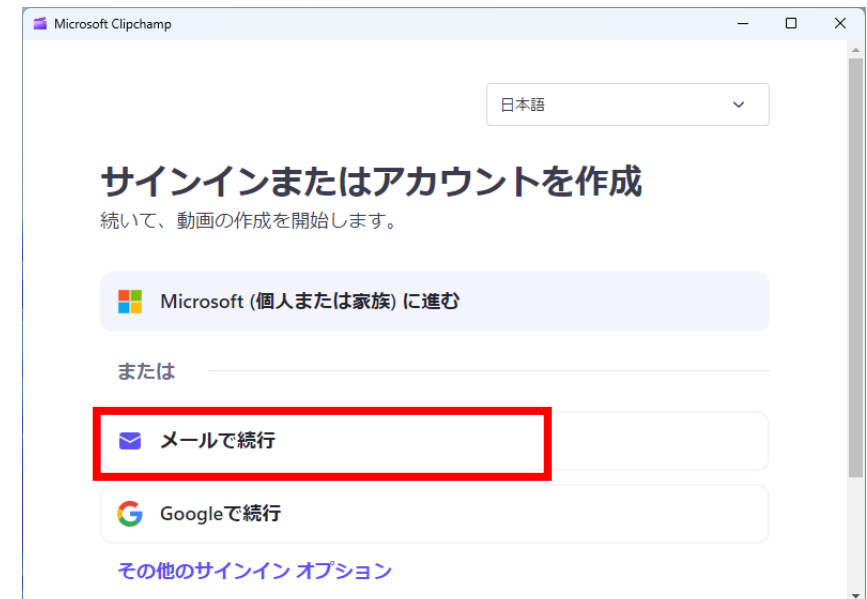 Microsoft Clipchamp
日本語
サインインまたはアカウントを作成
続いて、動画の作成を開始します。
Microsoft (個人または家族) に進む
または
メールで続行
Googleで続行
その他のサインイン オプション